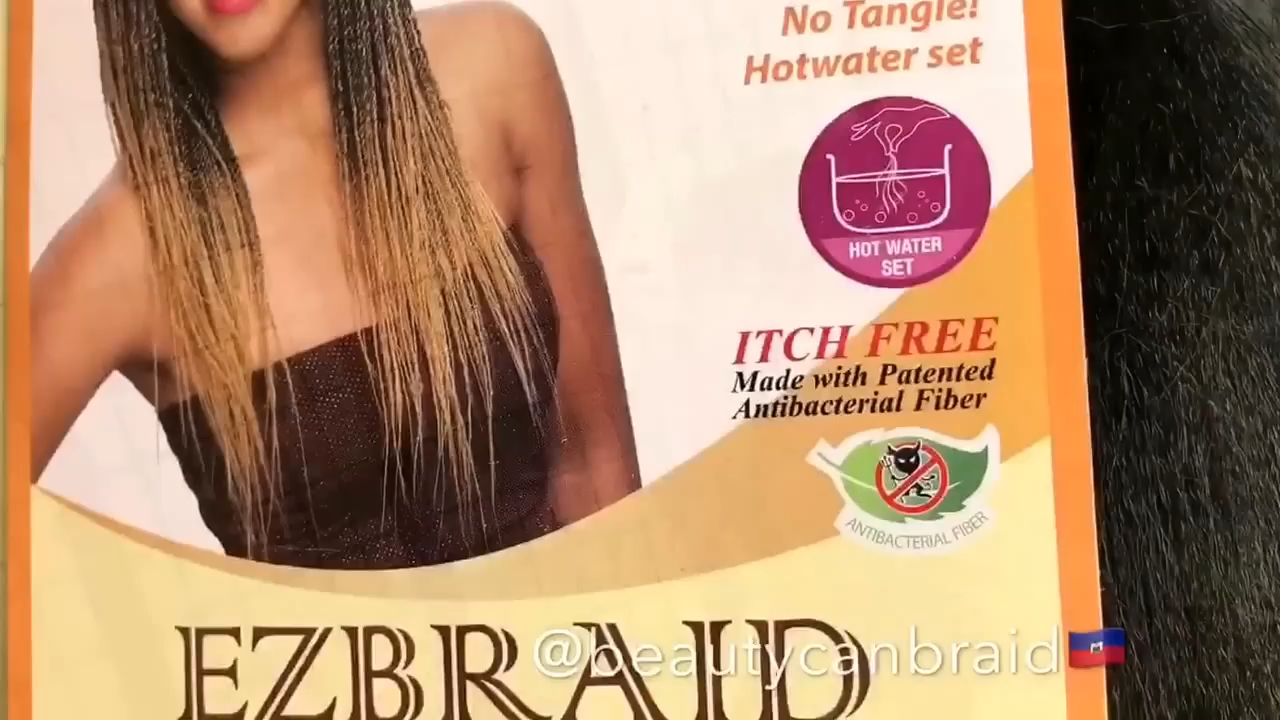 No Tangle!
Hotwater set
HOT WATER
SET
ITCH FREE
Made with Patented
Antibacterial Fiber
ANTIBACTERIAL FIBER
EZBRAID
@beautycanbraid🇭🇹